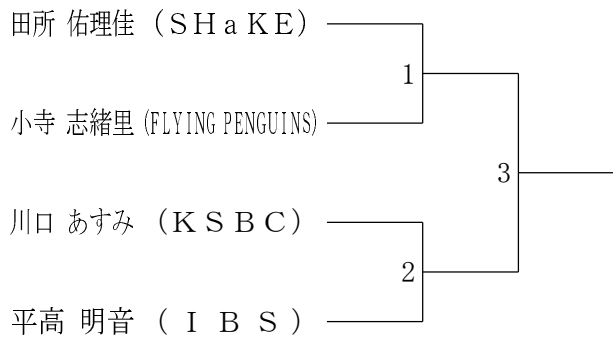 田所 佑理佳 （ＳＨａＫＥ）
1
小寺 志緒里 (FLYING PENGUINS)
3
川口 あすみ （ＫＳＢＣ）
2
平高 明音 （ＩＢＳ）